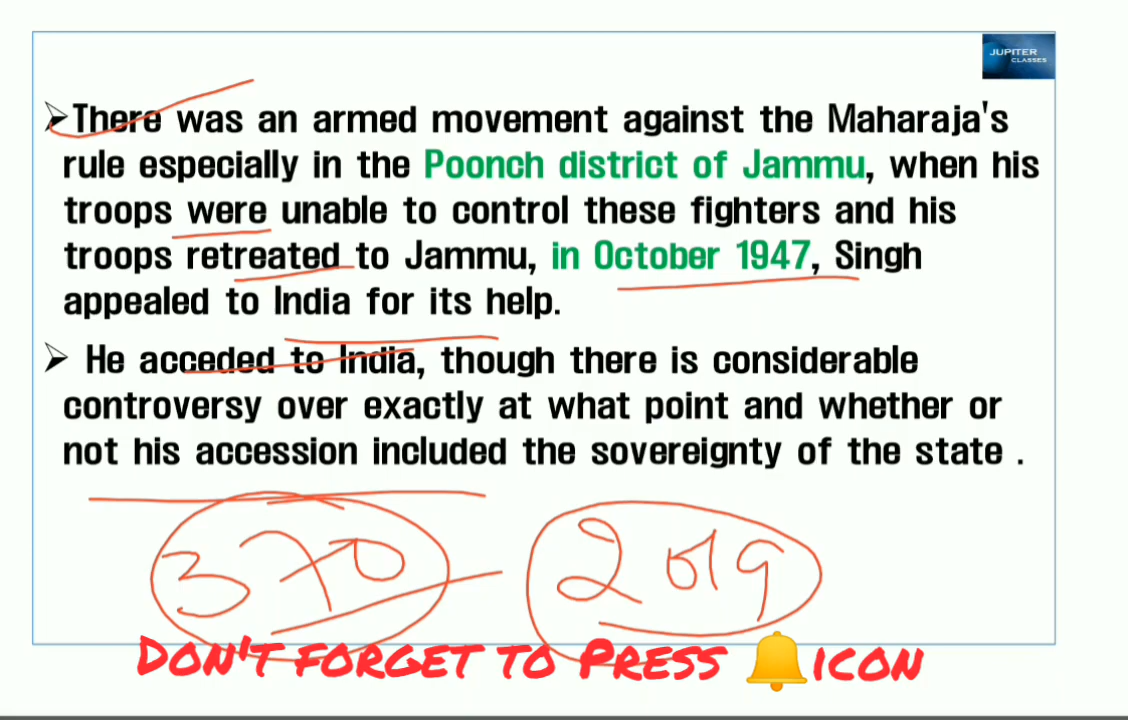 JUPITER
CLASSES
➢There was an armed movement against the Maharaja's
rule especially in the Poonch district of Jammu, when his
troops were unable to control these fighters and his
troops retreated to Jammu, in October 1947, Singh
appealed to India for its help.
➢ He acceded to India, though there is considerable
controversy over exactly at what point and whether or
not his accession included the sovereignty of the state .
370 2019
DON'T FORGET TO PRESS 🔔ICON